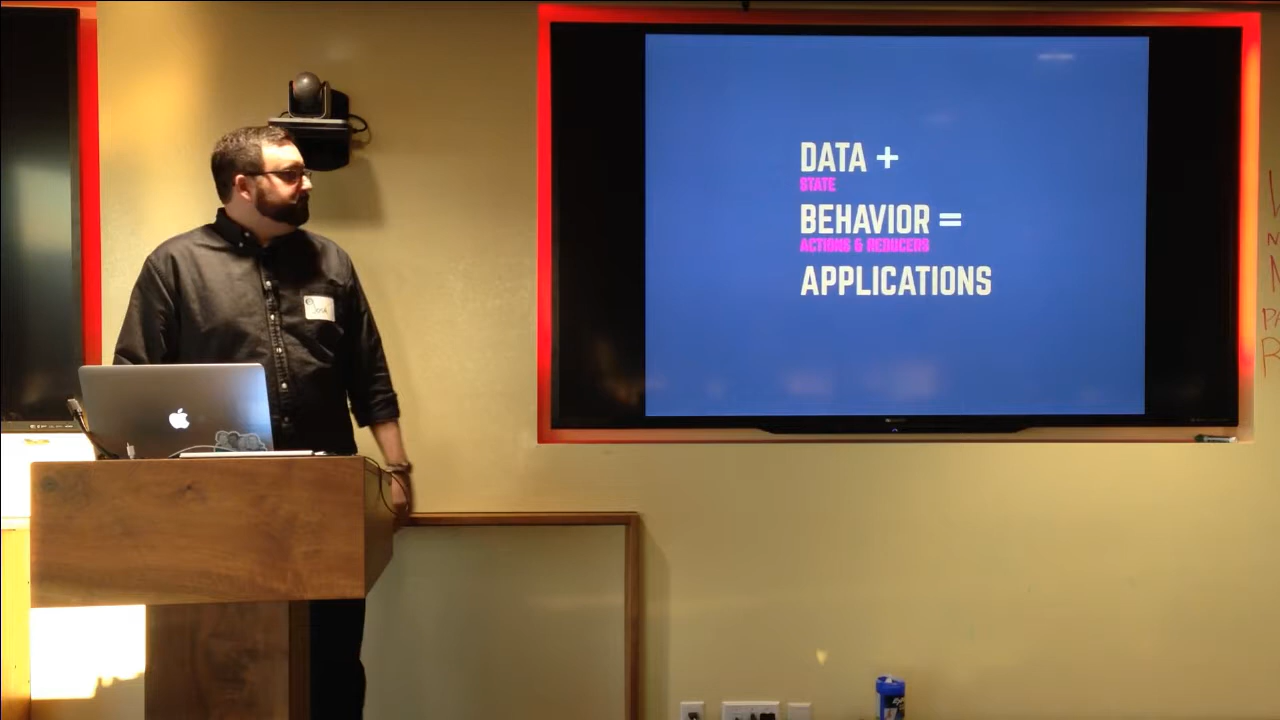 DATA +
STATE
BEHAVIOR =
ACTIONS & REDUCERS
APPLICATIONS